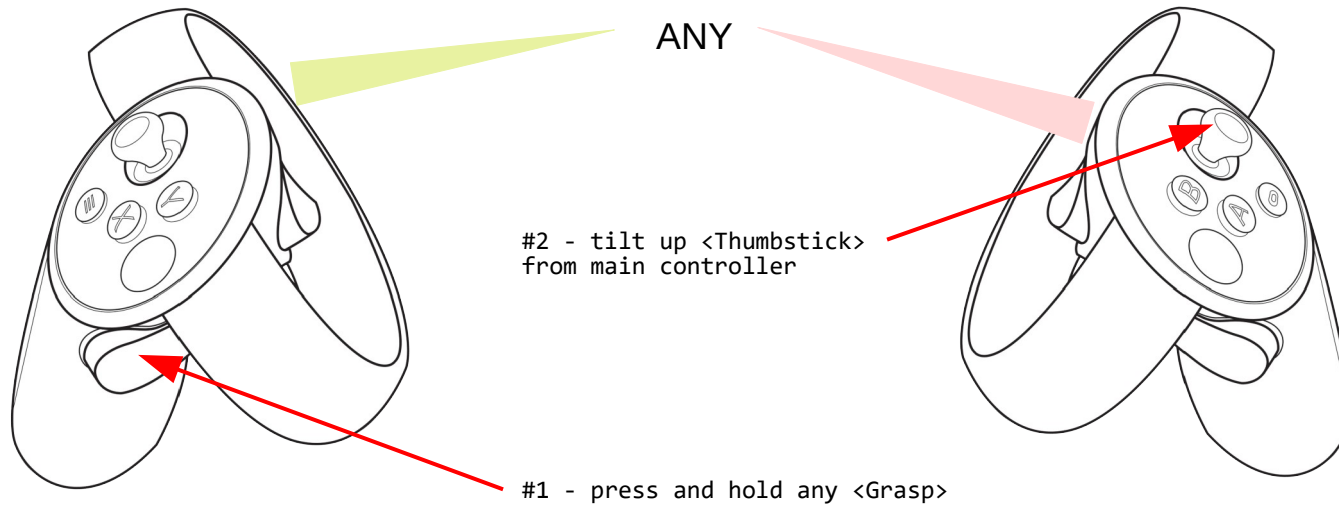 ANY
Y
X
B
A
#2 - tilt up <Thumbstick>
from main controller
#1 - press and hold any <Grasp>